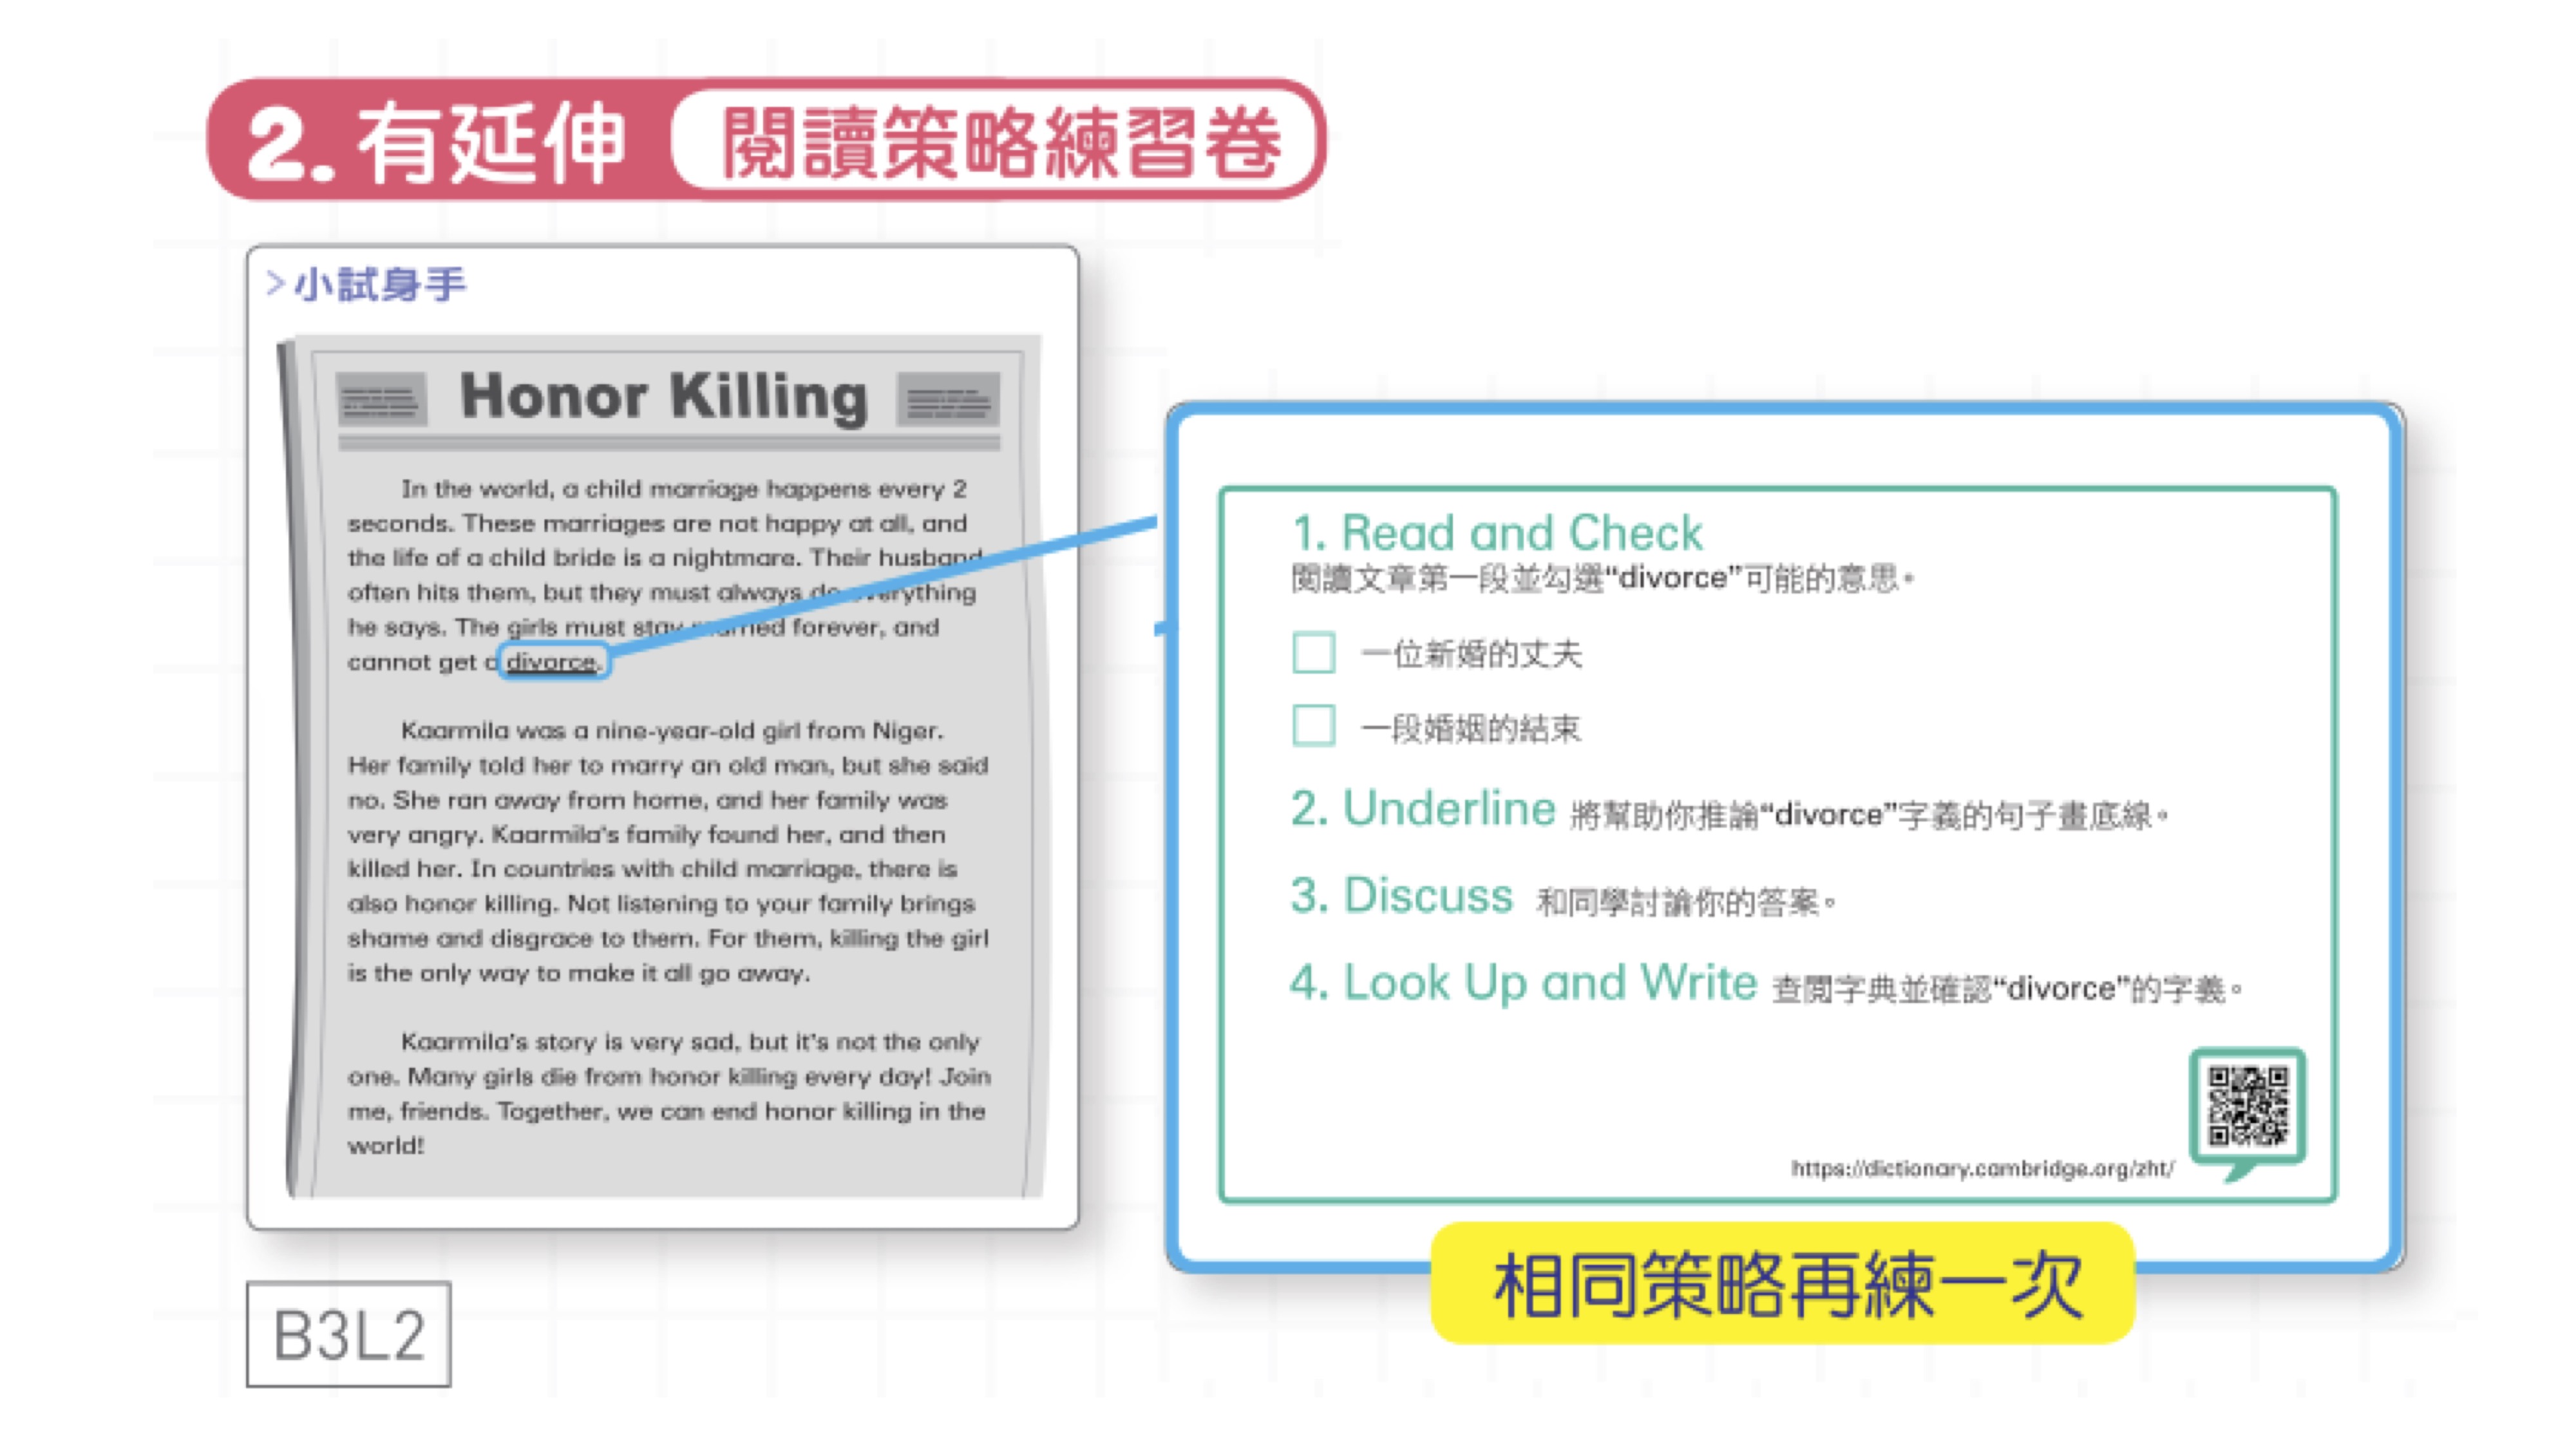 2. 有延伸 閱讀策略練習卷
>小試身手
Honor Killing
In the world, a child marriage happens every 2
seconds. These marriages are not happy at all, and
the life of a child bride is a nightmare. Their husband
often hits them, but they must always do everything
he says. The girls must stay married forever, and
cannot get a divorce.
Kaarmila was a nine-year-old girl from Niger.
Her family told her to marry an old man, but she said
no. She ran away from home, and her family was
very angry. Kaarmila's family found her, and then
killed her. In countries with child marriage, there is
also honor killing. Not listening to your family brings
shame and disgrace to them. For them, killing the girl
is the only way to make it all go away.
Kaarmila's story is very sad, but it's not the only
one. Many girls die from honor killing every day! Join
me, friends. Together, we can end honor killing in the
world!
B3L2
1. Read and Check
閱讀文章第一段並勾選“divorce”可能的意思。
一位新婚的丈夫
一段婚姻的結束
2. Underline 將幫助你推論“divorce”字義的句子畫底線。
3. Discuss 和同學討論你的答案。
4. Look Up and Write 查閱字典並確認“divorce”的字義。
https://dictionary.cambridge.org/zht/
相同策略再練一次